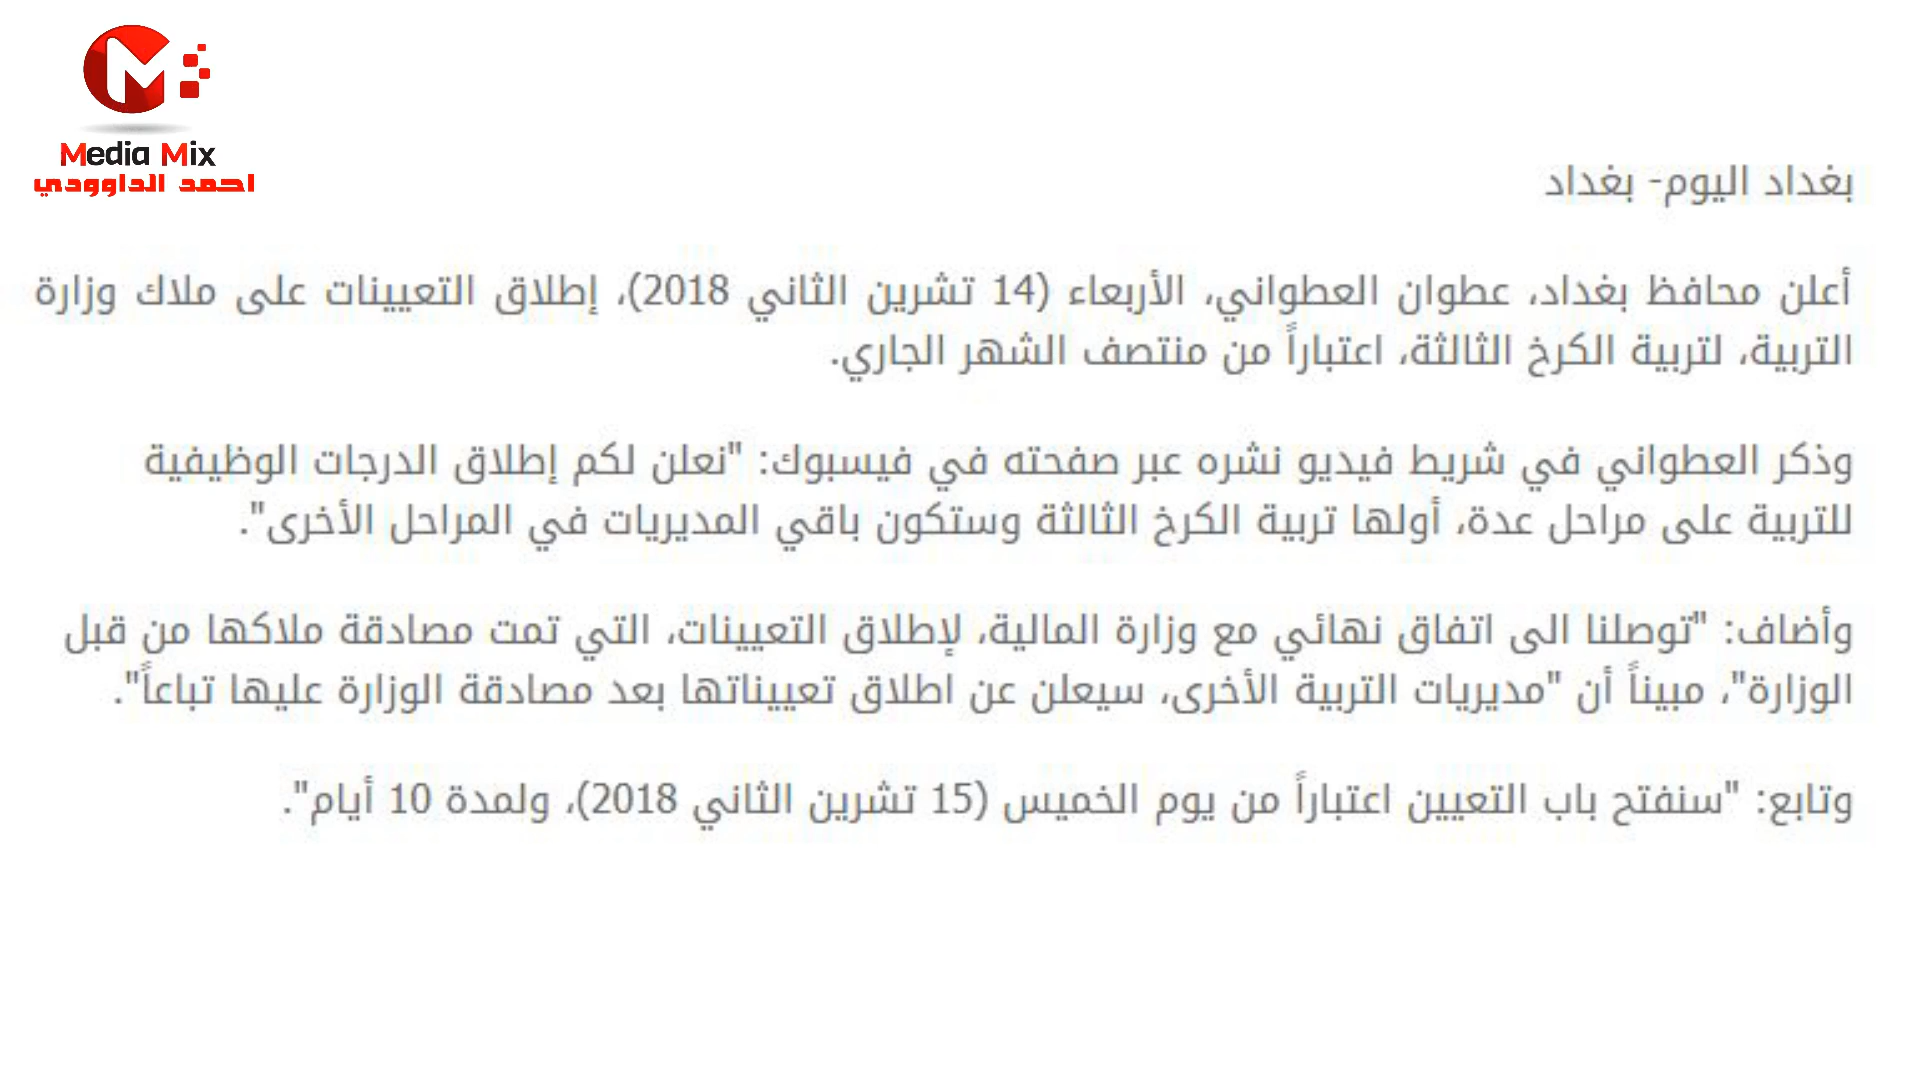 Media Mix
احمد الداوودي
بغداد اليوم- بغداد
أعلن محافظ بغداد، عطوان العطواني، الأربعاء (14 تشرين الثاني 2018)، إطلاق التعيينات على ملاك وزارة
التربية، لتربية الكرخ الثالثة، اعتباراً من منتصف الشهر الجاري.
وذكر العطواني في شريط فيديو نشره عبر صفحته في فيسبوك: "نعلن لكم إطلاق الدرجات الوظيفية
للتربية على مراحل عدة، أولها تربية الكرخ الثالثة وستكون باقي المديريات في المراحل الأخرى".
وأضاف: "توصلنا الى اتفاق نهائي مع وزارة المالية، لإطلاق التعيينات، التي تمت مصادقة ملاكها من قبل
الوزارة"، مبيناً أن "مديريات التربية الأخرى، سيعلن عن اطلاق تعييناتها بعد مصادقة الوزارة عليها تباعاً".
وتابع: "سنفتح باب التعيين اعتباراً من يوم الخميس (15 تشرين الثاني 2018)، ولمدة 10 أيام".